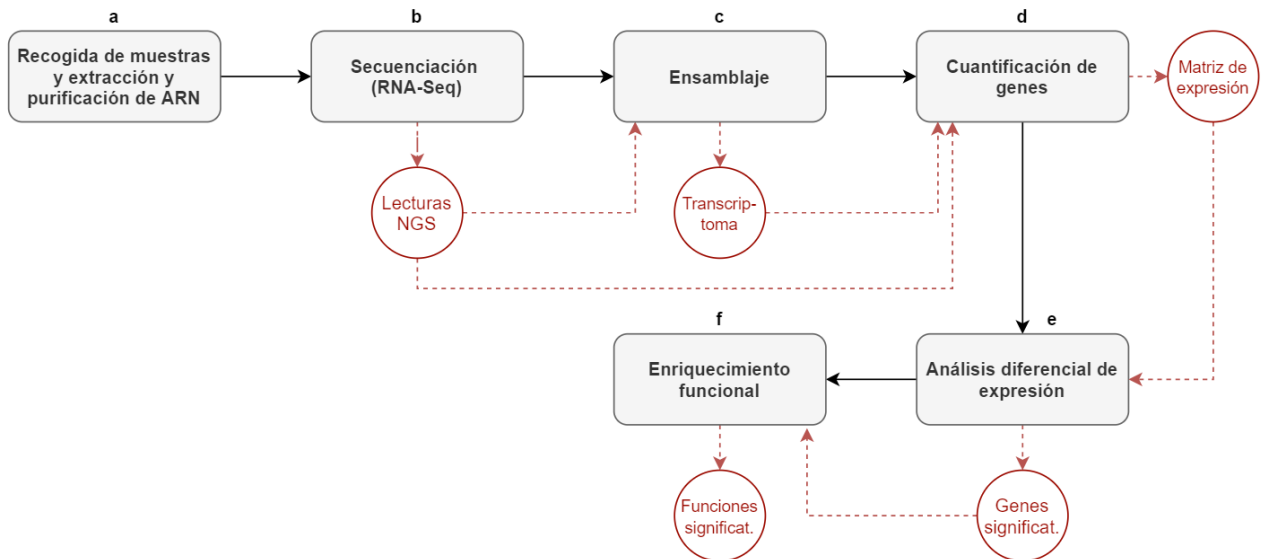 a
Recogida de muestras
y extracción y
purificación de ARN
b
Secuenciación
(RNA-Seq)
c
Ensamblaje
d
Cuantificación de
genes
Matriz de
expresión
Lecturas
NGS
Transcrip-
toma
f
Enriquecimiento
funcional
e
Análisis diferencial de
expresión
Funciones
significat.
Genes
significat.